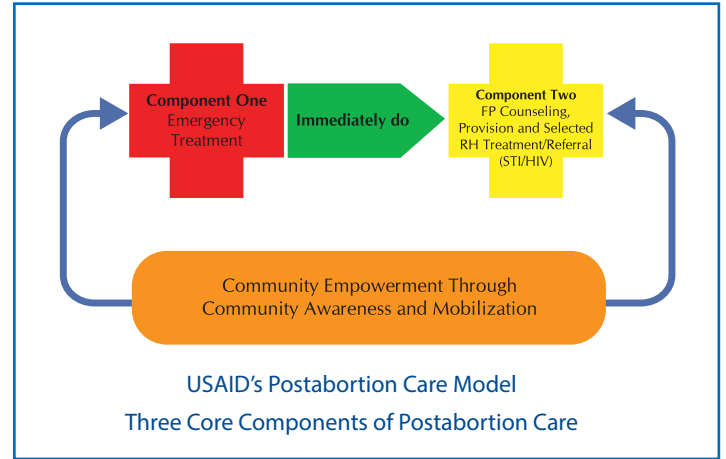 Component One
Emergency
Treatment
Immediately do
Component Two
FP Counseling,
Provision and Selected
RH Treatment/Referral
(STI/HIV)
Community Empowerment Through
Community Awareness and Mobilization
USAID's Postabortion Care Model
Three Core Components of Postabortion Care